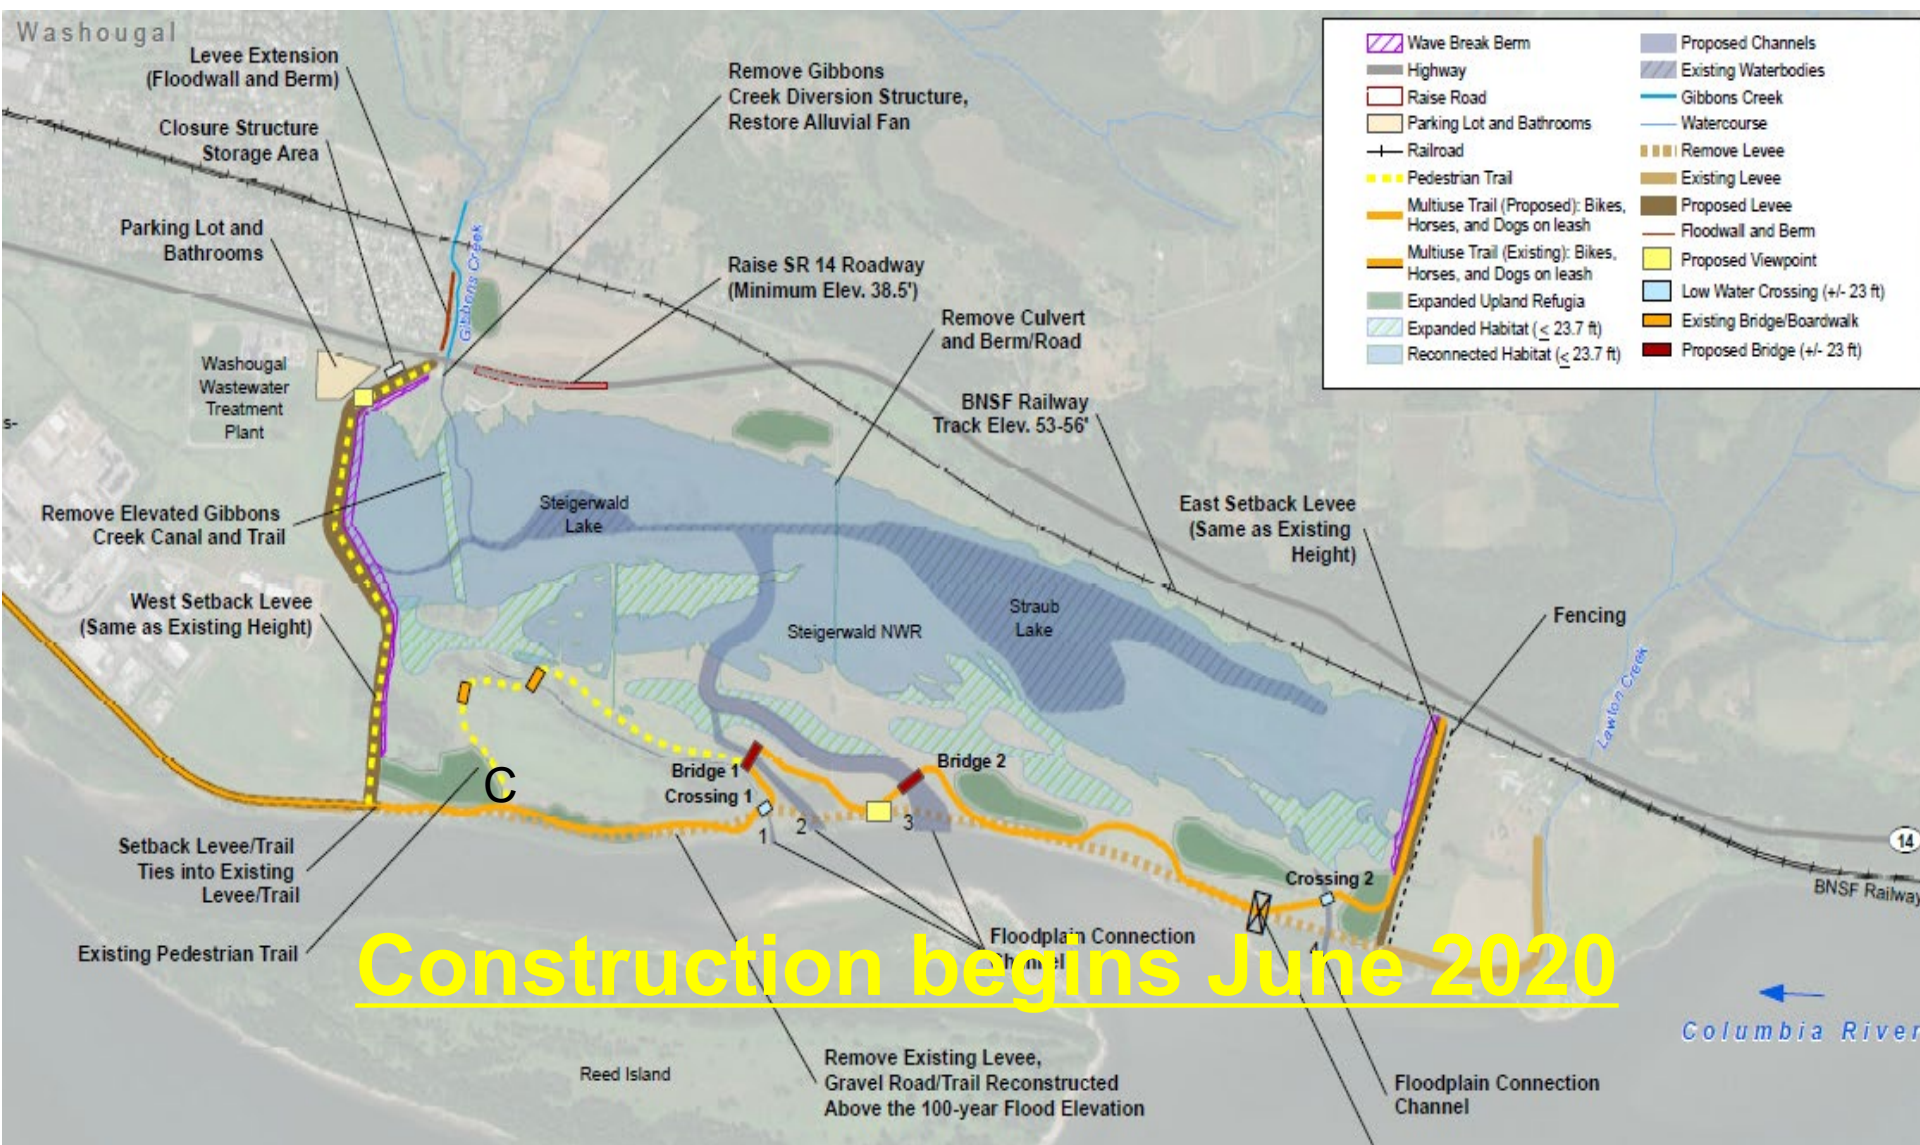 Washougal
Levee Extension
(Floodwall and Berm)
Closure Structure
Storage Area
Parking Lot and
Bathrooms
Remove Gibbons
Creek Diversion Structure,
Restore Alluvial Fan
Gibbons Creek
Raise SR 14 Roadway
(Minimum Elev. 38.5')
Remove Culvert
and Berm/Road
BNSF Railway
Track Elev. 53-56'
Wave Break Berm
Highway
Raise Road
Parking Lot and Bathrooms
Railroad
Pedestrian Trail
Multiuse Trail (Proposed): Bikes,
Horses, and Dogs on leash
Multiuse Trail (Existing): Bikes,
Horses, and Dogs on leash
Expanded Upland Refugia
Expanded Habitat (≤ 23.7 ft)
Reconnected Habitat (≤ 23.7 ft)
Proposed Channels
Existing Waterbodies
Gibbons Creek
Watercourse
Remove Levee
Existing Levee
Proposed Levee
Floodwall and Berm
Proposed Viewpoint
Low Water Crossing (+/- 23 ft)
Existing Bridge/Boardwalk
Proposed Bridge (+/- 23 ft)
Washougal
Wastewater
Treatment
Plant
s-
Remove Elevated Gibbons
Creek Canal and Trail
Steigerwald
Lake
East Setback Levee
(Same as Existing
Height)
West Setback Levee
(Same as Existing Height)
Steigerwald NWR
Straub
Lake
Fencing
Lawton Creek
C
Bridge 1
Crossing 1
Bridge 2
1
2
3
Crossing 2
4
14
BNSF Railway
Setback Levee/Trail
Ties into Existing
Levee/Trail
Existing Pedestrian Trail
Floodplain Connection
Channel
Construction begins June 2020
Columbia River
Reed Island
Remove Existing Levee,
Gravel Road/Trail Reconstructed
Above the 100-year Flood Elevation
Floodplain Connection
Channel